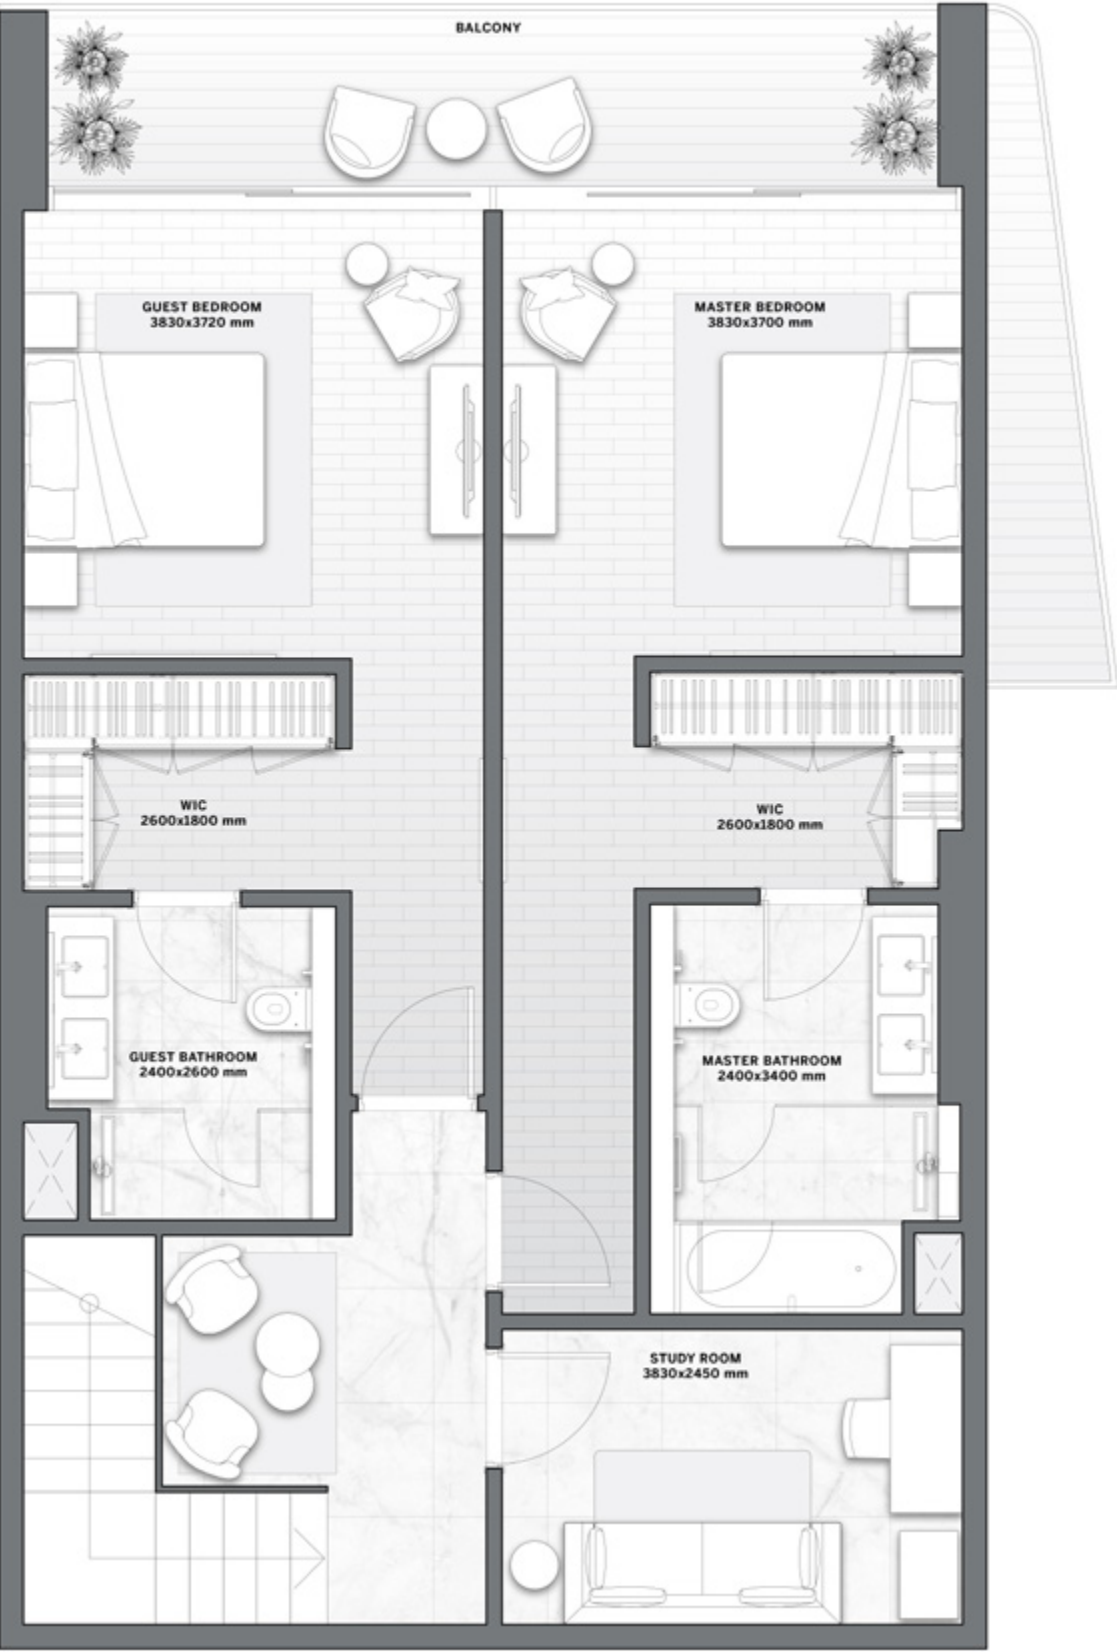 BALCONY
GUEST BEDROOM
3830x3720 mm
MASTER BEDROOM
3830x3700 mm
WIC
2600x1800 mm
WIC
2600x1800 mm
GUEST BATHROOM
2400x2600 mm
MASTER BATHROOM
2400x3400 mm
STUDY ROOM
3830x2450 mm